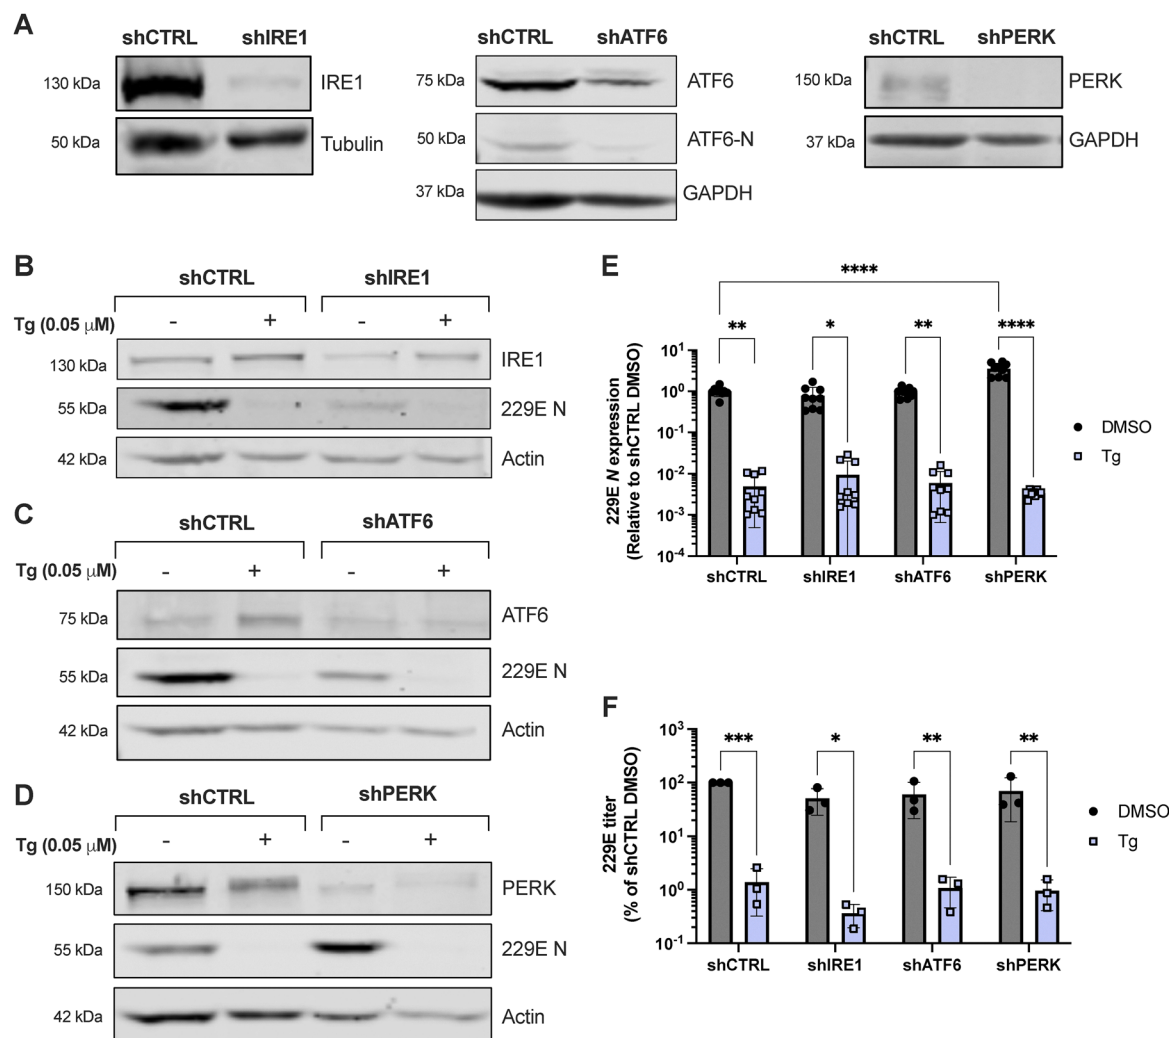 A
shCTRL shIRE1
130 kDa IRE1
50 kDa Tubulin
shCTRL shATF6
75 kDa ATF6
50 kDa ATF6-N
37 kDa GAPDH
shCTRL shPERK
150 kDa PERK
37 kDa GAPDH
B
shCTRL shIRE1
Tg (0.05 μM) - + - +
130 kDa IRE1
55 kDa 229E N
42 kDa Actin
C
shCTRL shATF6
Tg (0.05 μM) - + - +
75 kDa ATF6
55 kDa 229E N
42 kDa Actin
D
shCTRL shPERK
Tg (0.05 μM) - + - +
150 kDa PERK
55 kDa 229E N
42 kDa Actin
E
****
** * ** ****
229E N expression
(Relative to shCTRL DMSO)
10¹
10⁰
10⁻¹
10⁻²
10⁻³
10⁻⁴
shCTRL shIRE1 shATF6 shPERK
DMSO
Tg
F
*** * ** **
229E titer
(% of shCTRL DMSO)
10³
10²
10¹
10⁰
10⁻¹
shCTRL shIRE1 shATF6 shPERK
DMSO
Tg